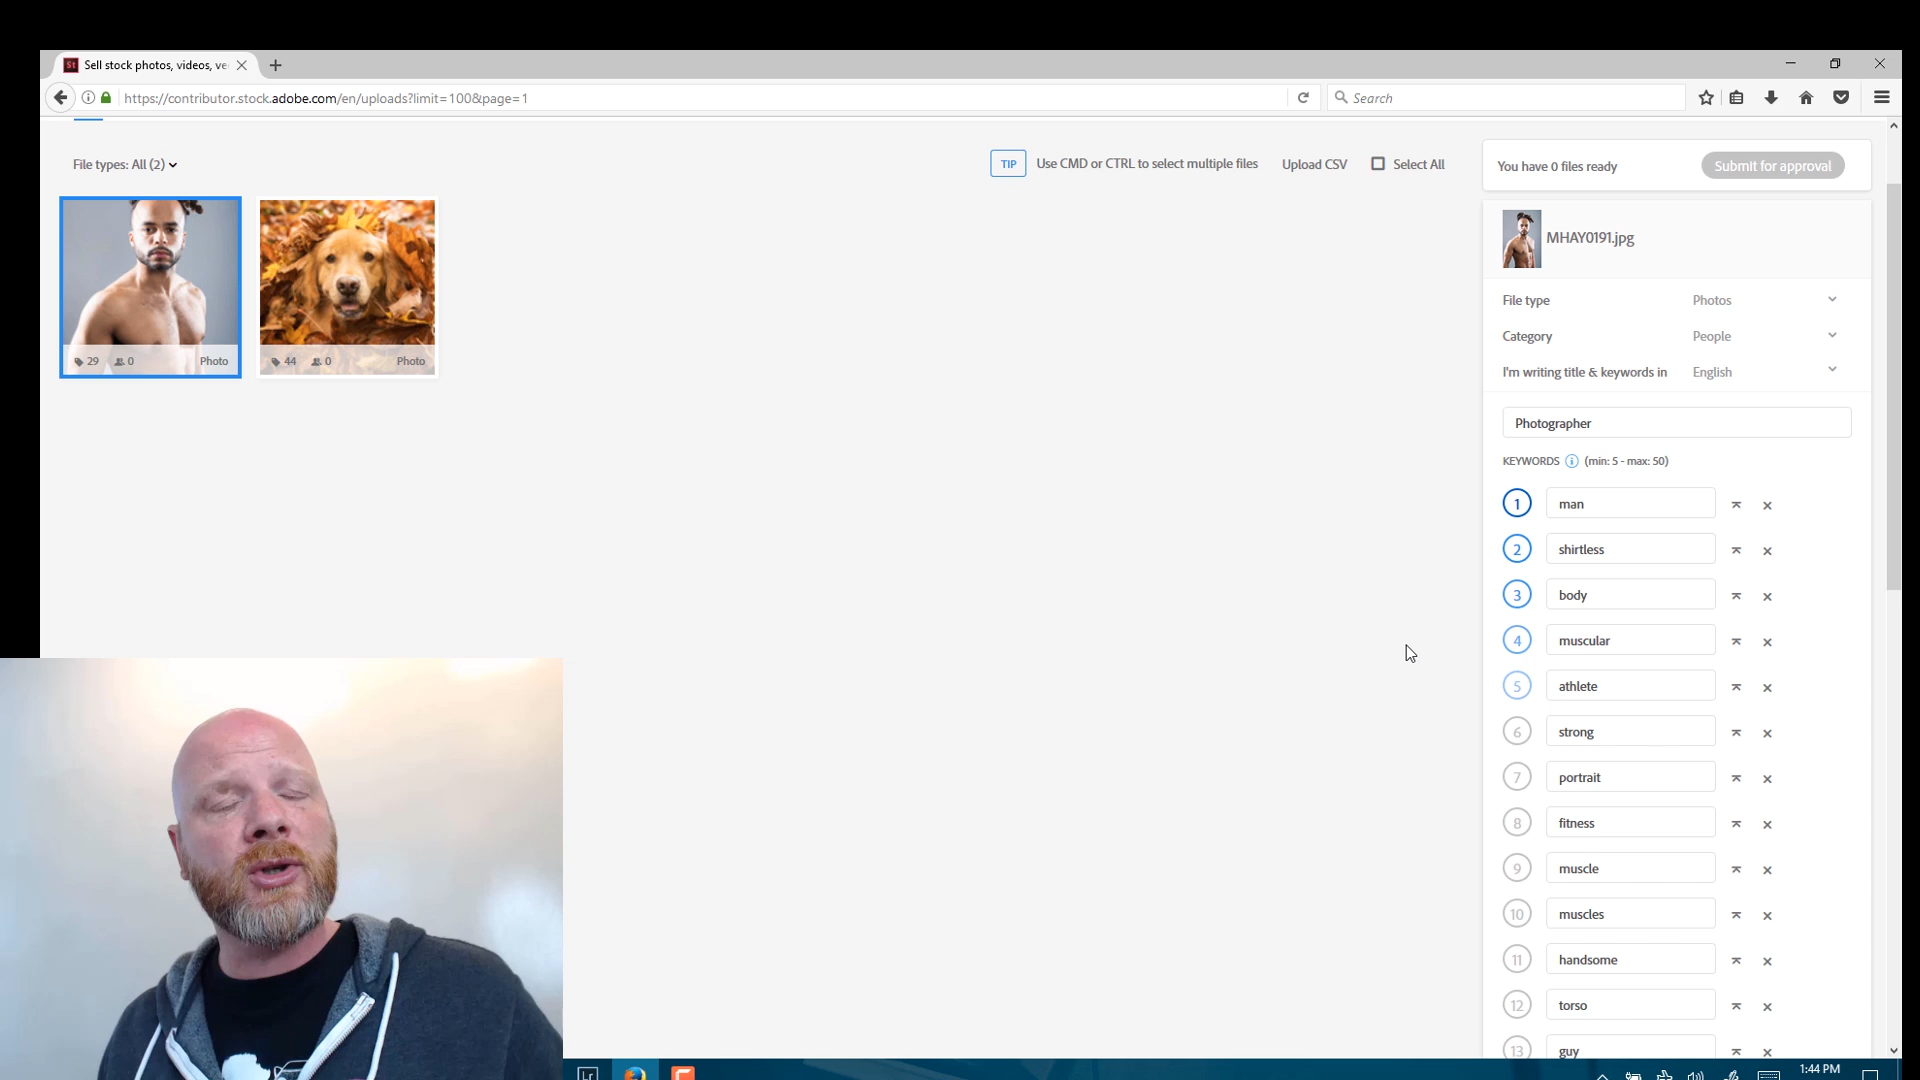 St Sell stock photos, videos, ve
https://contributor.stock.adobe.com/en/uploads?limit=100&page=1
Search
File types: All (2)
TIP Use CMD or CTRL to select multiple files Upload CSV Select All
You have 0 files ready Submit for approval
MHAY0191.jpg
29 0 Photo
44 0 Photo
File type Photos
Category People
I'm writing title & keywords in English
Photographer
KEYWORDS (min: 5 - max: 50)
1 man
2 shirtless
3 body
4 muscular
5 athlete
6 strong
7 portrait
8 fitness
9 muscle
10 muscles
11 handsome
12 torso
13 guy
Lr
1:44 PM